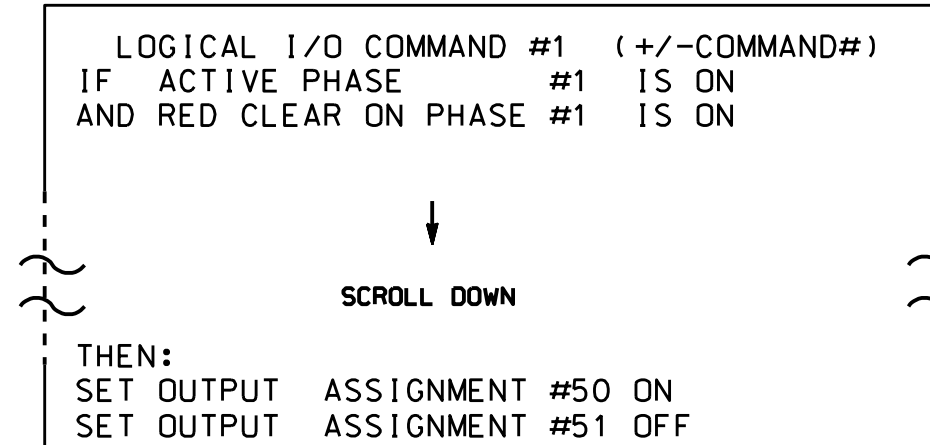 LOGICAL I/O COMMAND #1 (+/-COMMAND#)
IF ACTIVE PHASE #1 IS ON
AND RED CLEAR ON PHASE #1 IS ON
SCROLL DOWN
THEN:
SET OUTPUT ASSIGNMENT #50 ON
SET OUTPUT ASSIGNMENT #51 OFF